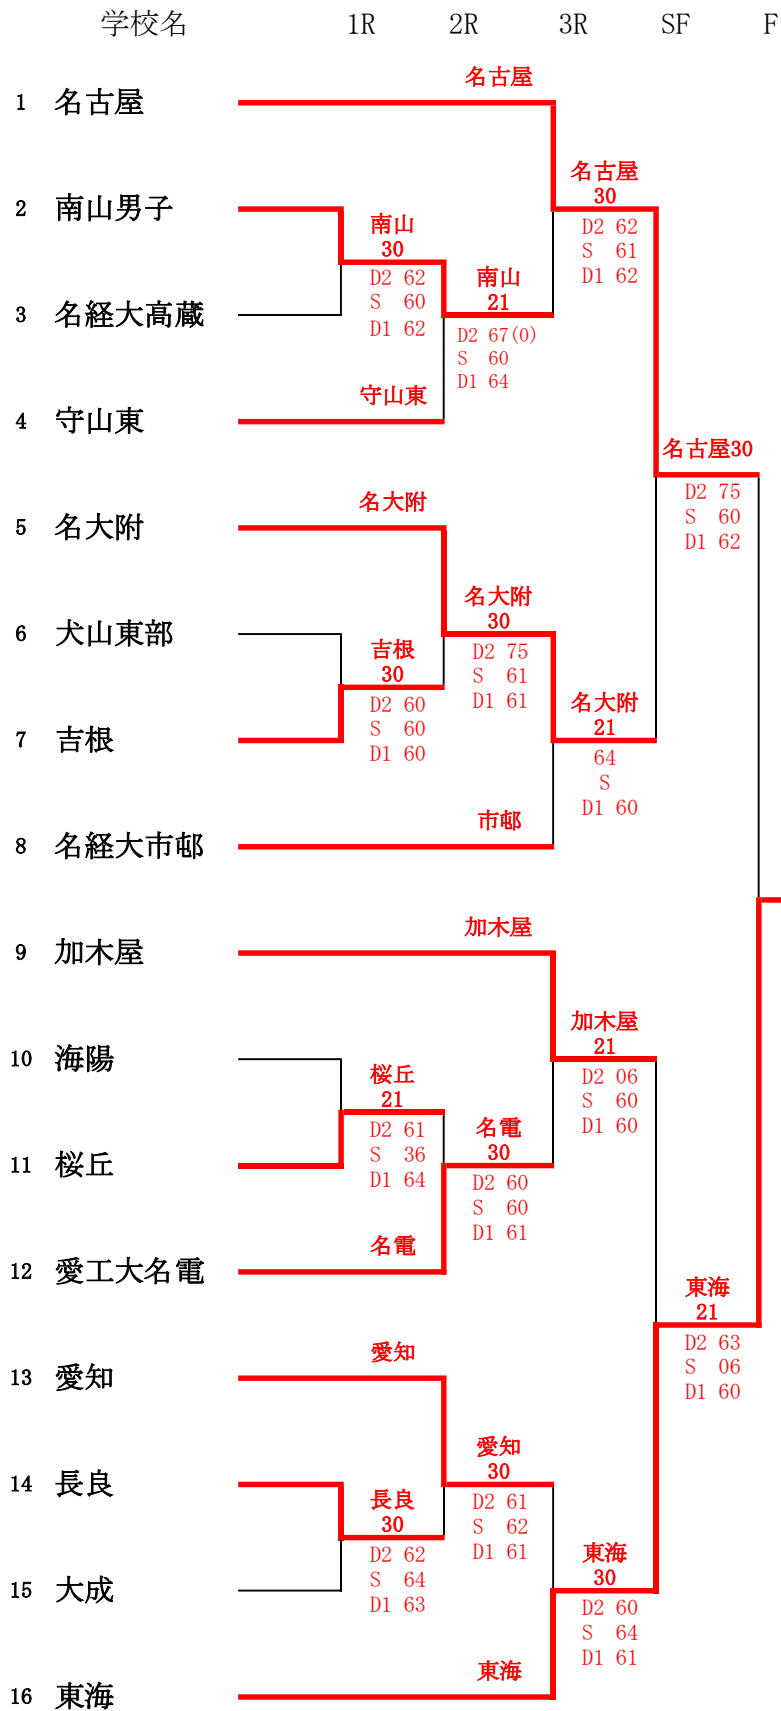 学校名 1R 2R 3R SF F
名古屋
1 名古屋
名古屋
30
2 南山男子
D2 62
S 61
D1 62
南山
30
D2 62
S 60
D1 62
南山
21
3 名経大高蔵
D2 67(0)
S 60
D1 64
守山東
4 守山東
名古屋30
D2 75
S 60
D1 62
名大附
5 名大附
名大附
30
6 犬山東部
D2 75
S 61
D1 61
吉根
30
D2 60
S 60
D1 60
名大附
21
7 吉根
64
S
D1 60
市邨
8 名経大市邨
加木屋
9 加木屋
加木屋
21
10 海陽
D2 06
S 60
D1 60
桜丘
21
D2 61
S 36
D1 64
名電
30
11 桜丘
D2 60
S 60
D1 61
名電
12 愛工大名電
東海
21
D2 63
S 06
D1 60
愛知
13 愛知
愛知
30
14 長良
D2 61
S 62
D1 61
長良
30
D2 62
S 64
D1 63
東海
30
15 大成
D2 60
S 64
D1 61
東海
16 東海